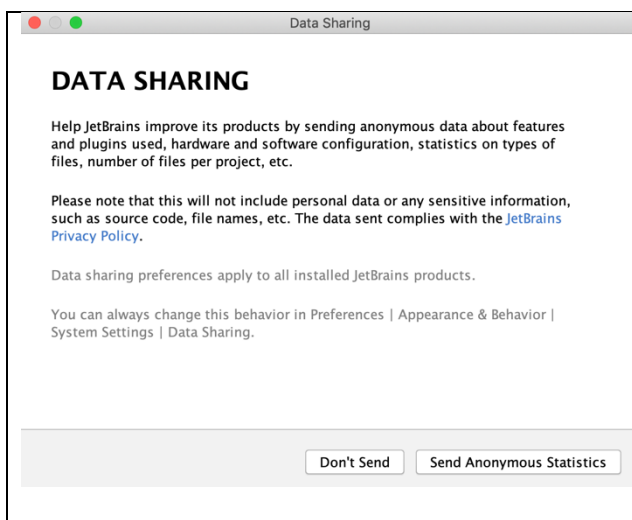 Data Sharing
DATA SHARING
Help JetBrains improve its products by sending anonymous data about features
and plugins used, hardware and software configuration, statistics on types of
files, number of files per project, etc.
Please note that this will not include personal data or any sensitive information,
such as source code, file names, etc. The data sent complies with the JetBrains
Privacy Policy.
Data sharing preferences apply to all installed JetBrains products.
You can always change this behavior in Preferences | Appearance & Behavior |
System Settings | Data Sharing.
Don't Send
Send Anonymous Statistics